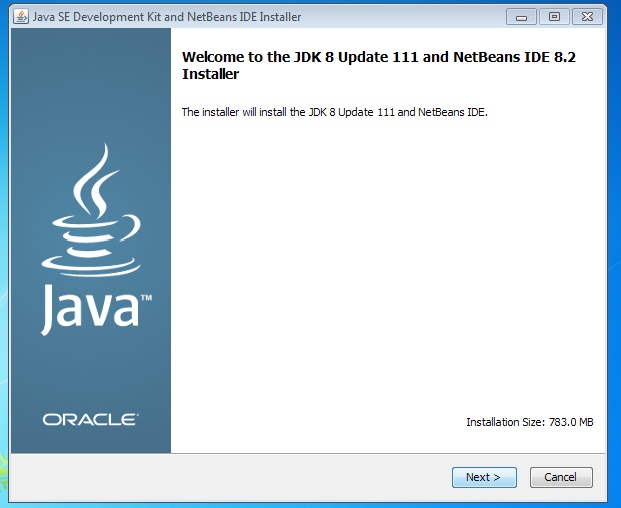 Java SE Development Kit and NetBeans IDE Installer
Welcome to the JDK 8 Update 111 and NetBeans IDE 8.2
Installer
The installer will install the JDK 8 Update 111 and NetBeans IDE.
Java™
ORACLE®
Installation Size: 783.0 MB
Next >
Cancel